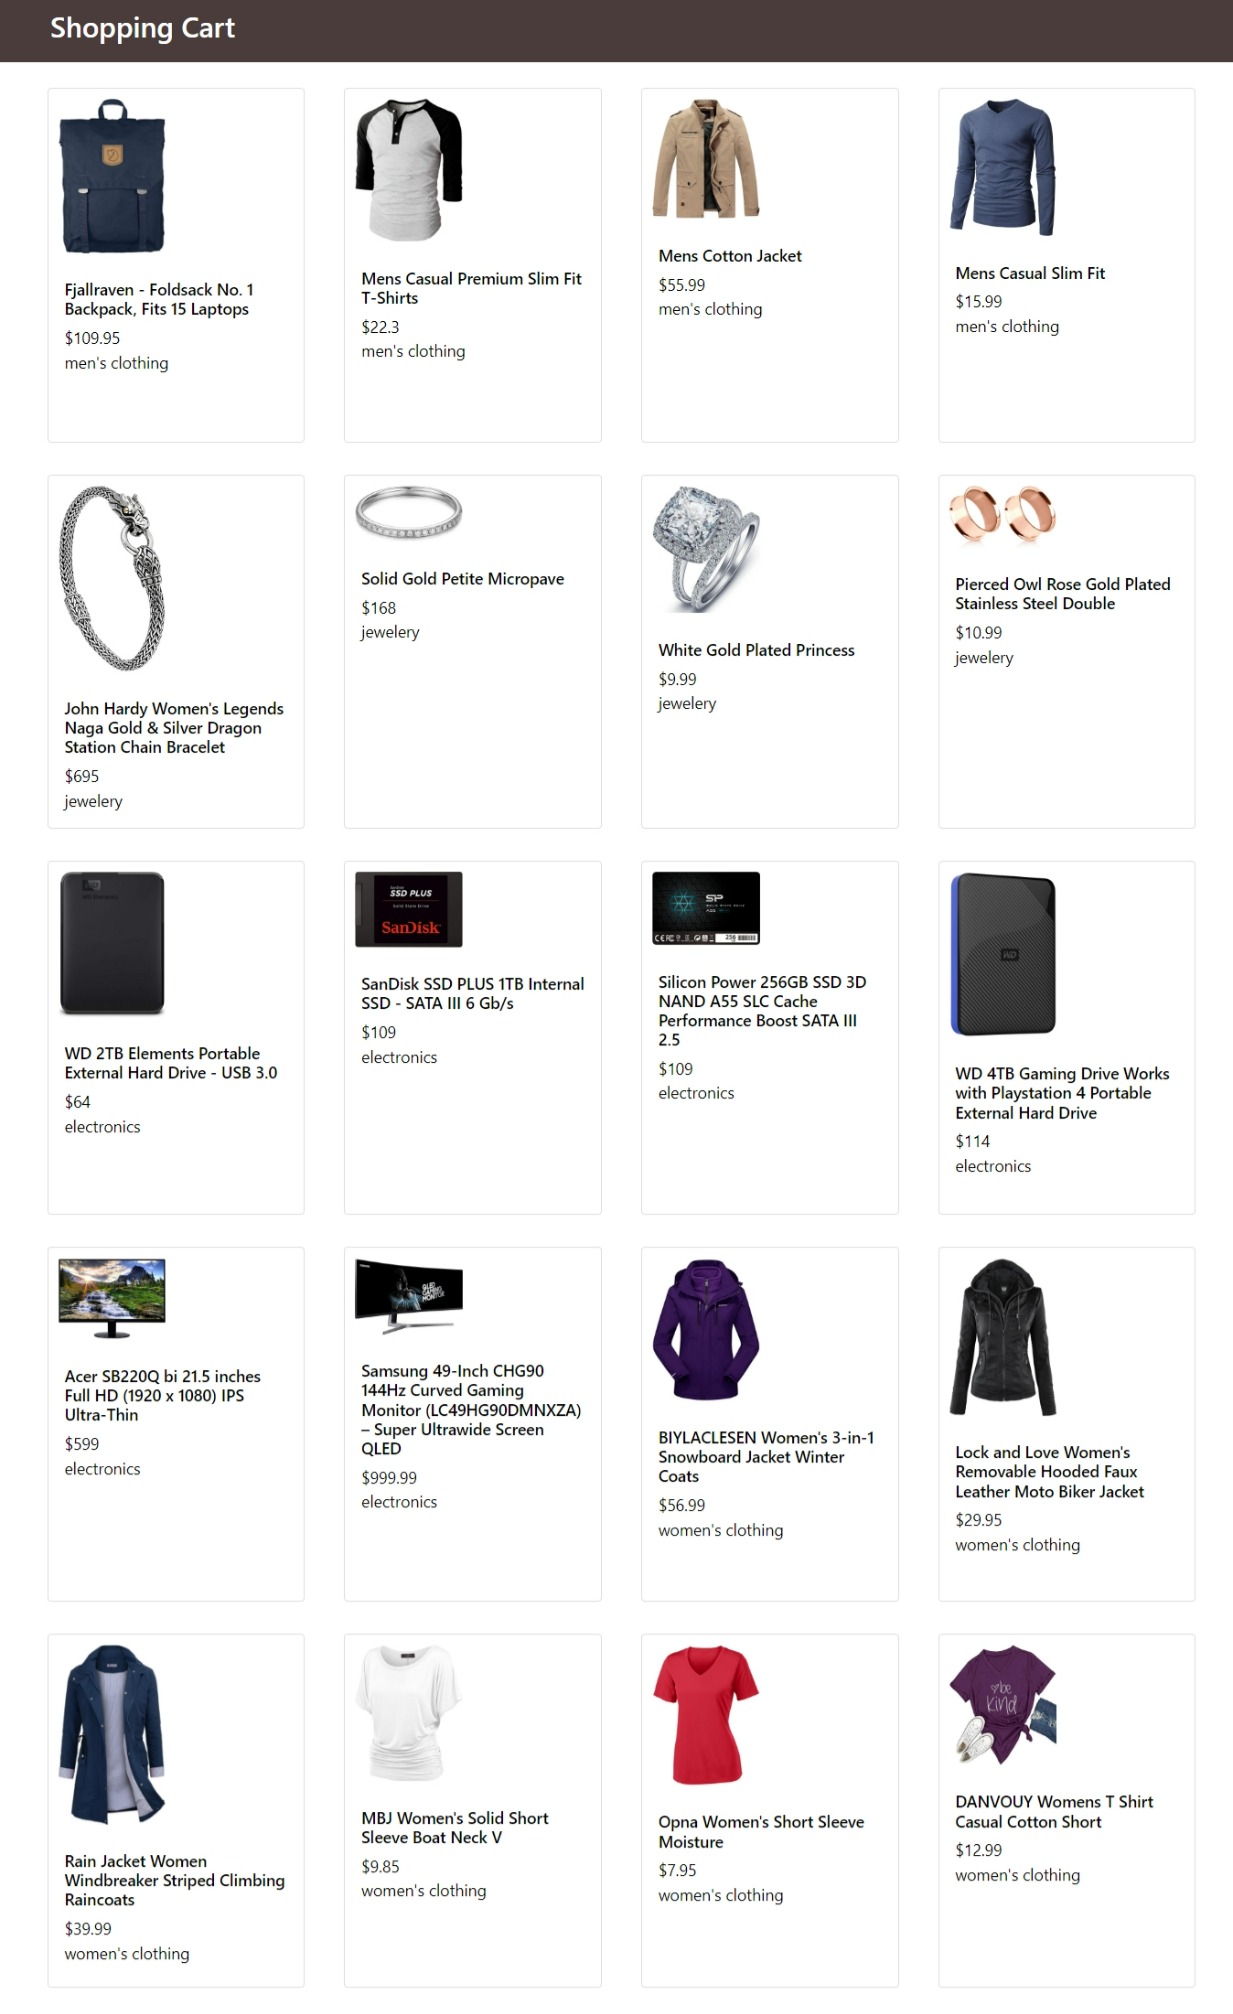 Shopping Cart
Fjallraven - Foldsack No. 1
Backpack, Fits 15 Laptops
$109.95
men's clothing
Mens Casual Premium Slim Fit
T-Shirts
$22.3
men's clothing
Mens Cotton Jacket
$55.99
men's clothing
Mens Casual Slim Fit
$15.99
men's clothing
John Hardy Women's Legends
Naga Gold & Silver Dragon
Station Chain Bracelet
$695
jewelery
Solid Gold Petite Micropave
$168
jewelery
White Gold Plated Princess
$9.99
jewelery
Pierced Owl Rose Gold Plated
Stainless Steel Double
$10.99
jewelery
WD
WD Elements
WD 2TB Elements Portable
External Hard Drive - USB 3.0
$64
electronics
SSD PLUS
Solid State Drive
SanDisk
SanDisk SSD PLUS 1TB Internal
SSD - SATA III 6 Gb/s
$109
electronics
SP
A55
256
Silicon Power 256GB SSD 3D
NAND A55 SLC Cache
Performance Boost SATA III
2.5
$109
electronics
WD
WD 4TB Gaming Drive Works
with Playstation 4 Portable
External Hard Drive
$114
electronics
Acer SB220Q bi 21.5 inches
Full HD (1920 x 1080) IPS
Ultra-Thin
$599
electronics
QLED
GAMING
MONITOR
Samsung 49-Inch CHG90
144Hz Curved Gaming
Monitor (LC49HG90DMNXZA)
– Super Ultrawide Screen
QLED
$999.99
electronics
BIYLACLESEN Women's 3-in-1
Snowboard Jacket Winter
Coats
$56.99
women's clothing
Lock and Love Women's
Removable Hooded Faux
Leather Moto Biker Jacket
$29.95
women's clothing
Rain Jacket Women
Windbreaker Striped Climbing
Raincoats
$39.99
women's clothing
MBJ Women's Solid Short
Sleeve Boat Neck V
$9.85
women's clothing
Opna Women's Short Sleeve
Moisture
$7.95
women's clothing
be
kind
DANVOUY Womens T Shirt
Casual Cotton Short
$12.99
women's clothing